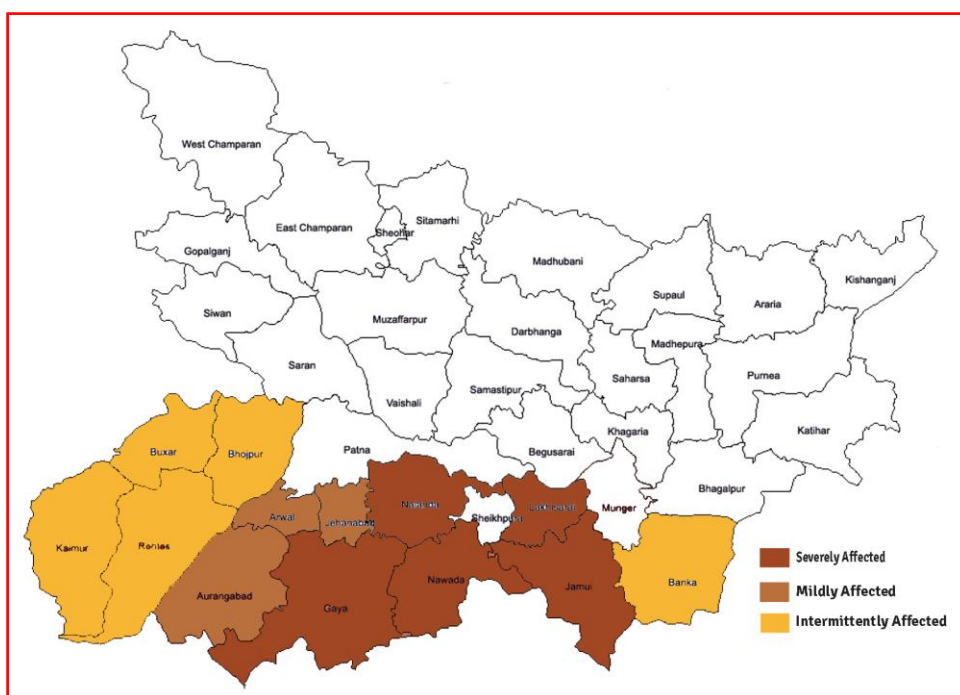 West Champaran
East Champaran
Sheohar
Sitamarhi
Gopalganj
Madhubani
Kishanganj
Supaul
Araria
Siwan
Muzaffarpur
Darbhanga
Madhepura
Saran
Saharsa
Purnea
Vaishali
Samastipur
Khagaria
Katihar
Buxar
Bhojpur
Patna
Begusarai
Bhagalpur
Nalanda
Lakhisarai
Munger
Arwal
Jehanabad
Sheikhpura
Kaimur
Rohtas
Aurangabad
Gaya
Nawada
Jamui
Banka
Severely Affected
Mildly Affected
Intermittently Affected